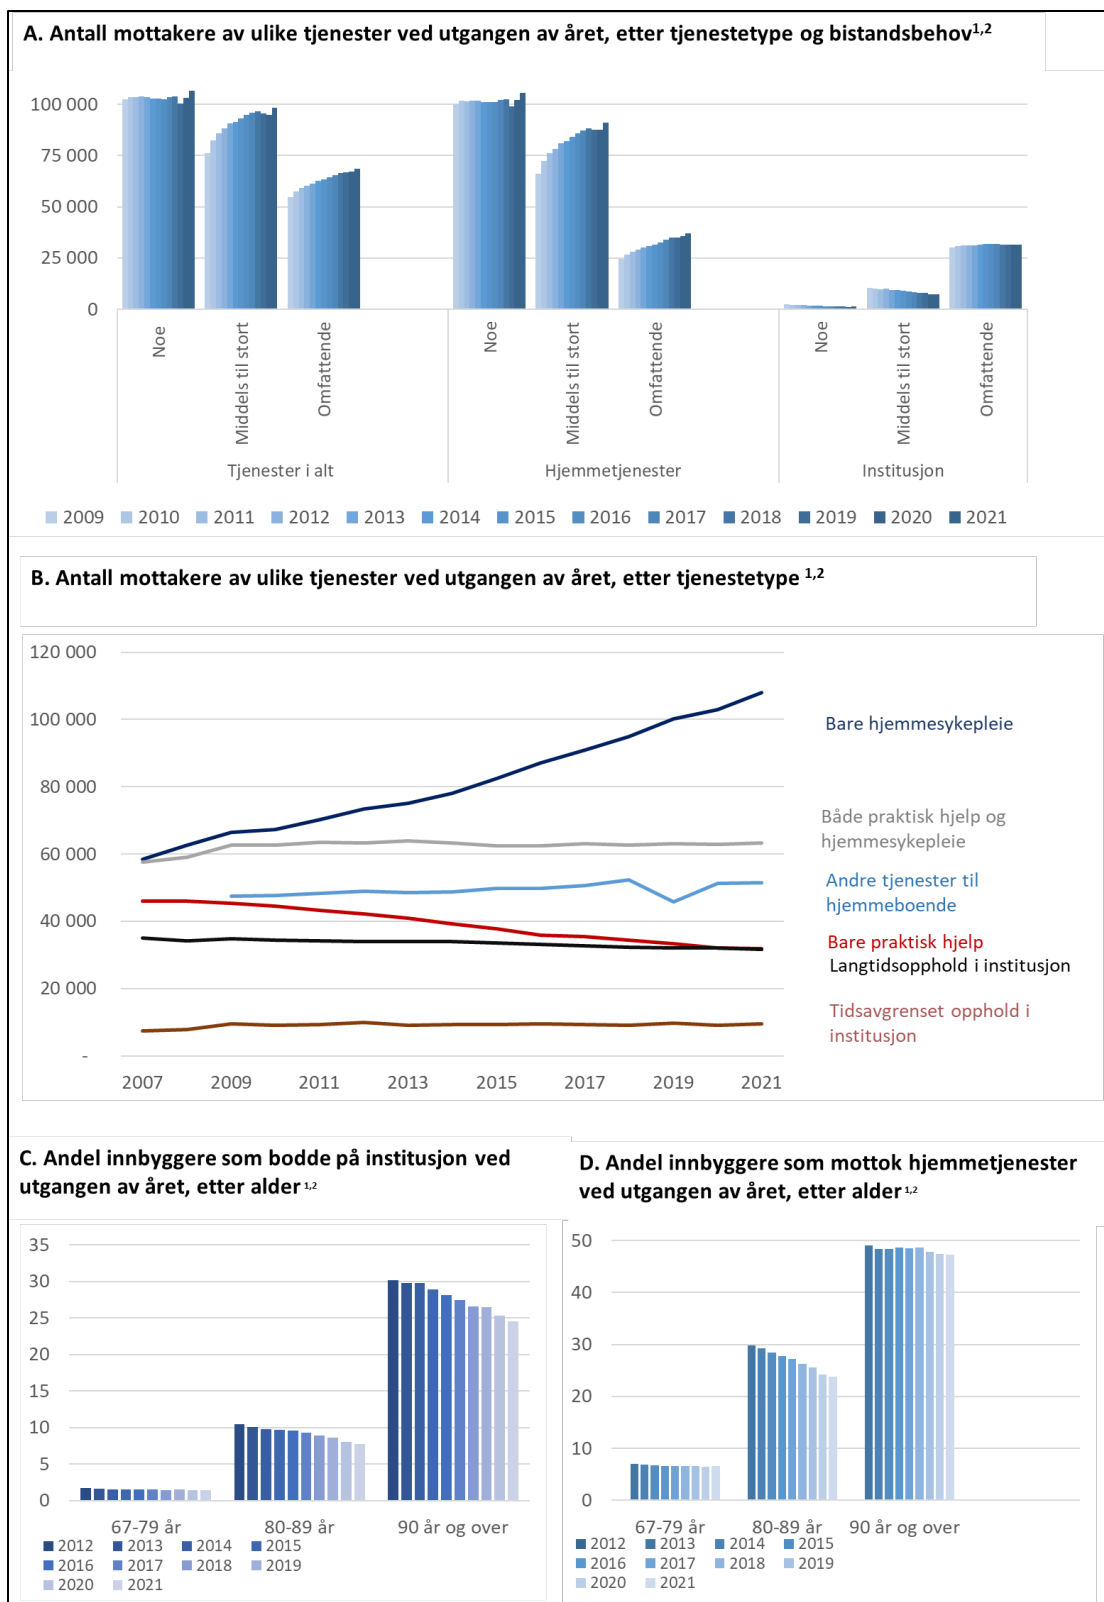 A. Antall mottakere av ulike tjenester ved utgangen av året, etter tjenestetype og bistandsbehov1,2
100 000
75 000
50 000
25 000
0
Noe
Middels til stort
Omfattende
Noe
Middels til stort
Omfattende
Noe
Middels til stort
Omfattende
Tjenester i alt
Hjemmetjenester
Institusjon
2009 2010 2011 2012 2013 2014 2015 2016 2017 2018 2019 2020 2021
B. Antall mottakere av ulike tjenester ved utgangen av året, etter tjenestetype 1,2
120 000
100 000
80 000
60 000
40 000
20 000
-
2007 2009 2011 2013 2015 2017 2019 2021
Bare hjemmesykepleie
Både praktisk hjelp og
hjemmesykepleie
Andre tjenester til
hjemmeboende
Bare praktisk hjelp
Langtidsopphold i institusjon
Tidsavgrenset opphold i
institusjon
C. Andel innbyggere som bodde på institusjon ved
utgangen av året, etter alder 1,2
35
30
25
20
15
10
5
0
67-79 år 80-89 år 90 år og over
2012 2013 2014 2015
2016 2017 2018 2019
2020 2021
D. Andel innbyggere som mottok hjemmetjenester
ved utgangen av året, etter alder 1,2
50
40
30
20
10
0
67-79 år 80-89 år 90 år og over
2012 2013 2014 2015
2016 2017 2018 2019
2020 2021